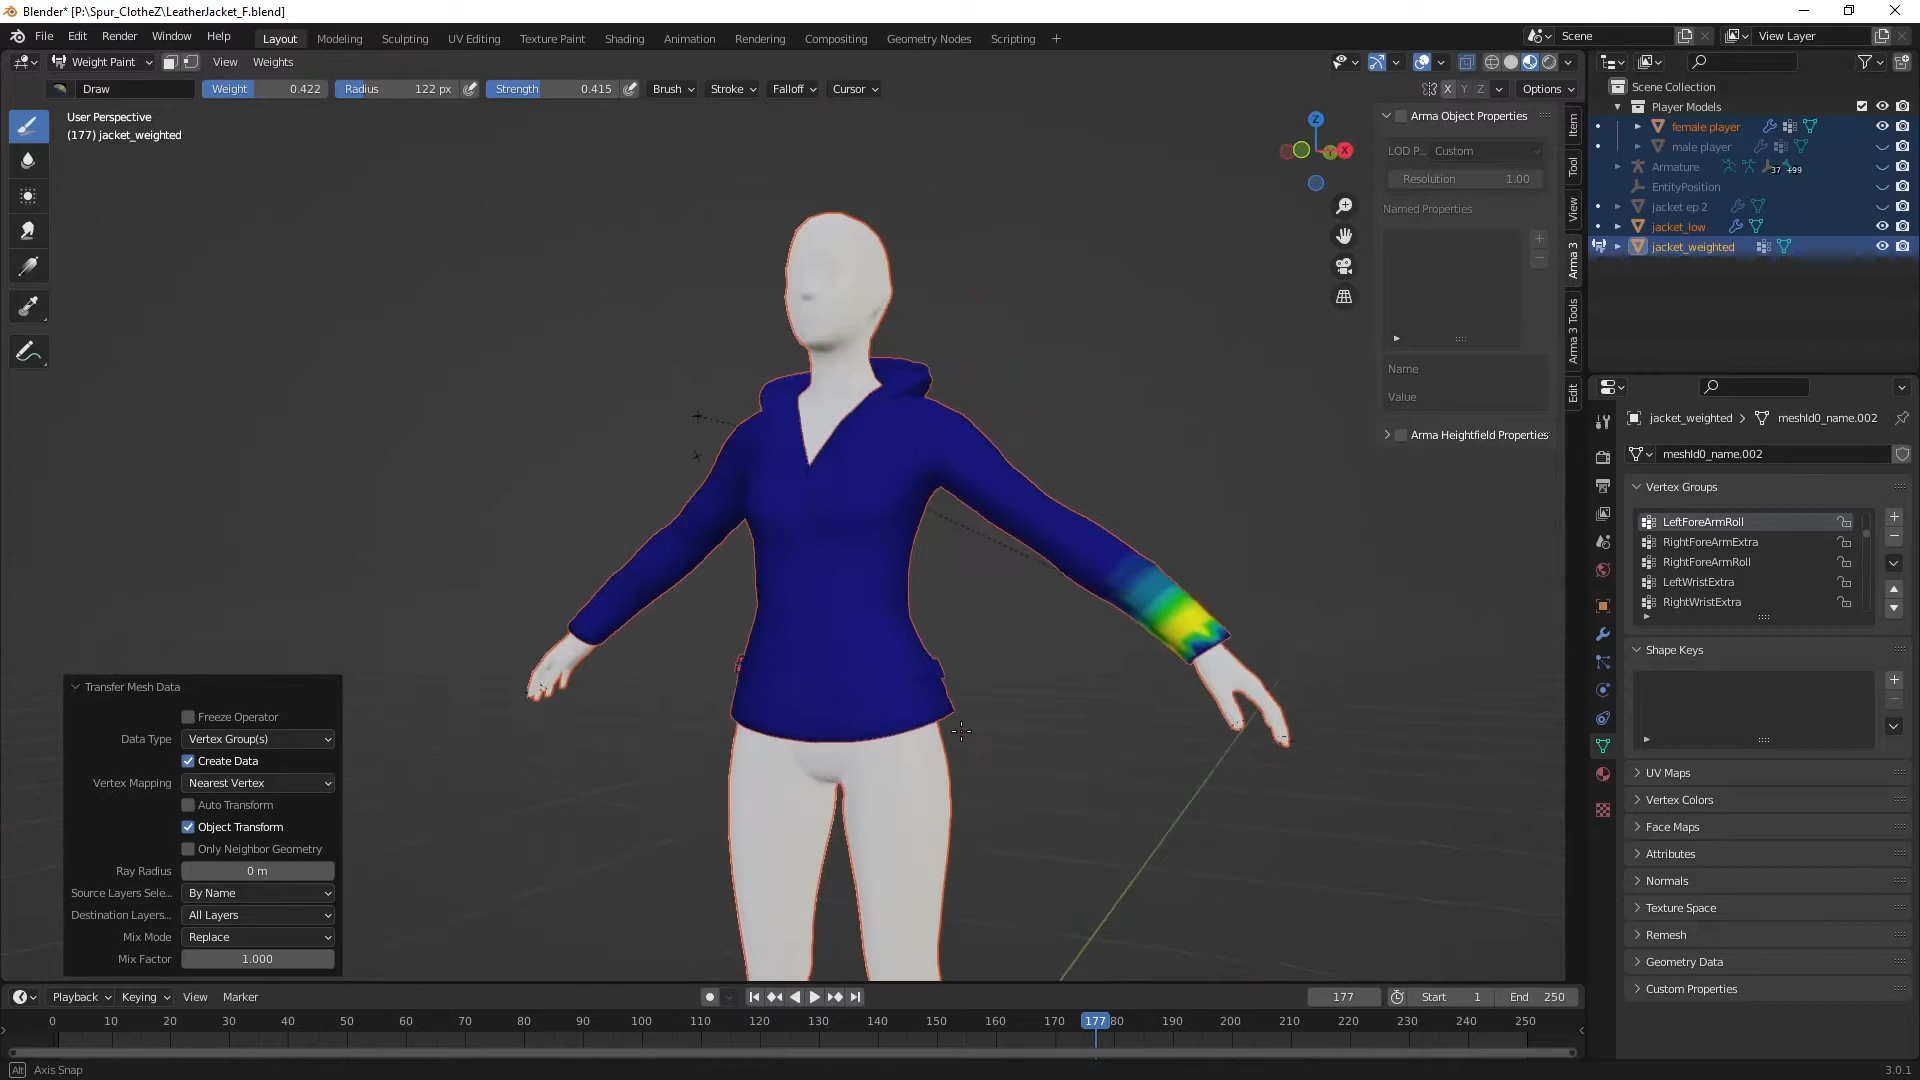 Blender* [P:\Spur_ClotheZ\LeatherJacket_F.blend]
File Edit Render Window Help Layout Modeling Sculpting UV Editing Texture Paint Shading Animation Rendering Compositing Geometry Nodes Scripting + Scene View Layer
Weight Paint View Weights
Draw Weight 0.422 Radius 122 px Strength 0.415 Brush Stroke Falloff Cursor X Y Z Options
User Perspective
(177) jacket_weighted
Z
X
Y
Arma Object Properties
LOD P... Custom
Resolution 1.00
Named Properties
Name
Value
Arma Heightfield Properties
Item
Tool
View
Arma 3
Arma 3 Tools
Edit
Scene Collection
Player Models
female player
male player
Armature 37 +99
EntityPosition
jacket ep 2
jacket_low
jacket_weighted
jacket_weighted > meshId0_name.002
meshId0_name.002
Vertex Groups
LeftForeArmRoll
RightForeArmExtra
RightForeArmRoll
LeftWristExtra
RightWristExtra
Shape Keys
UV Maps
Vertex Colors
Face Maps
Attributes
Normals
Texture Space
Remesh
Geometry Data
Custom Properties
Transfer Mesh Data
Freeze Operator
Data Type Vertex Group(s)
Create Data
Vertex Mapping Nearest Vertex
Auto Transform
Object Transform
Only Neighbor Geometry
Ray Radius 0 m
Source Layers Sele... By Name
Destination Layers... All Layers
Mix Mode Replace
Mix Factor 1.000
Playback Keying View Marker 177 Start 1 End 250
0 10 20 30 40 50 60 70 80 90 100 110 120 130 140 150 160 170 177 80 190 200 210 220 230 240 250
Alt Axis Snap 3.0.1